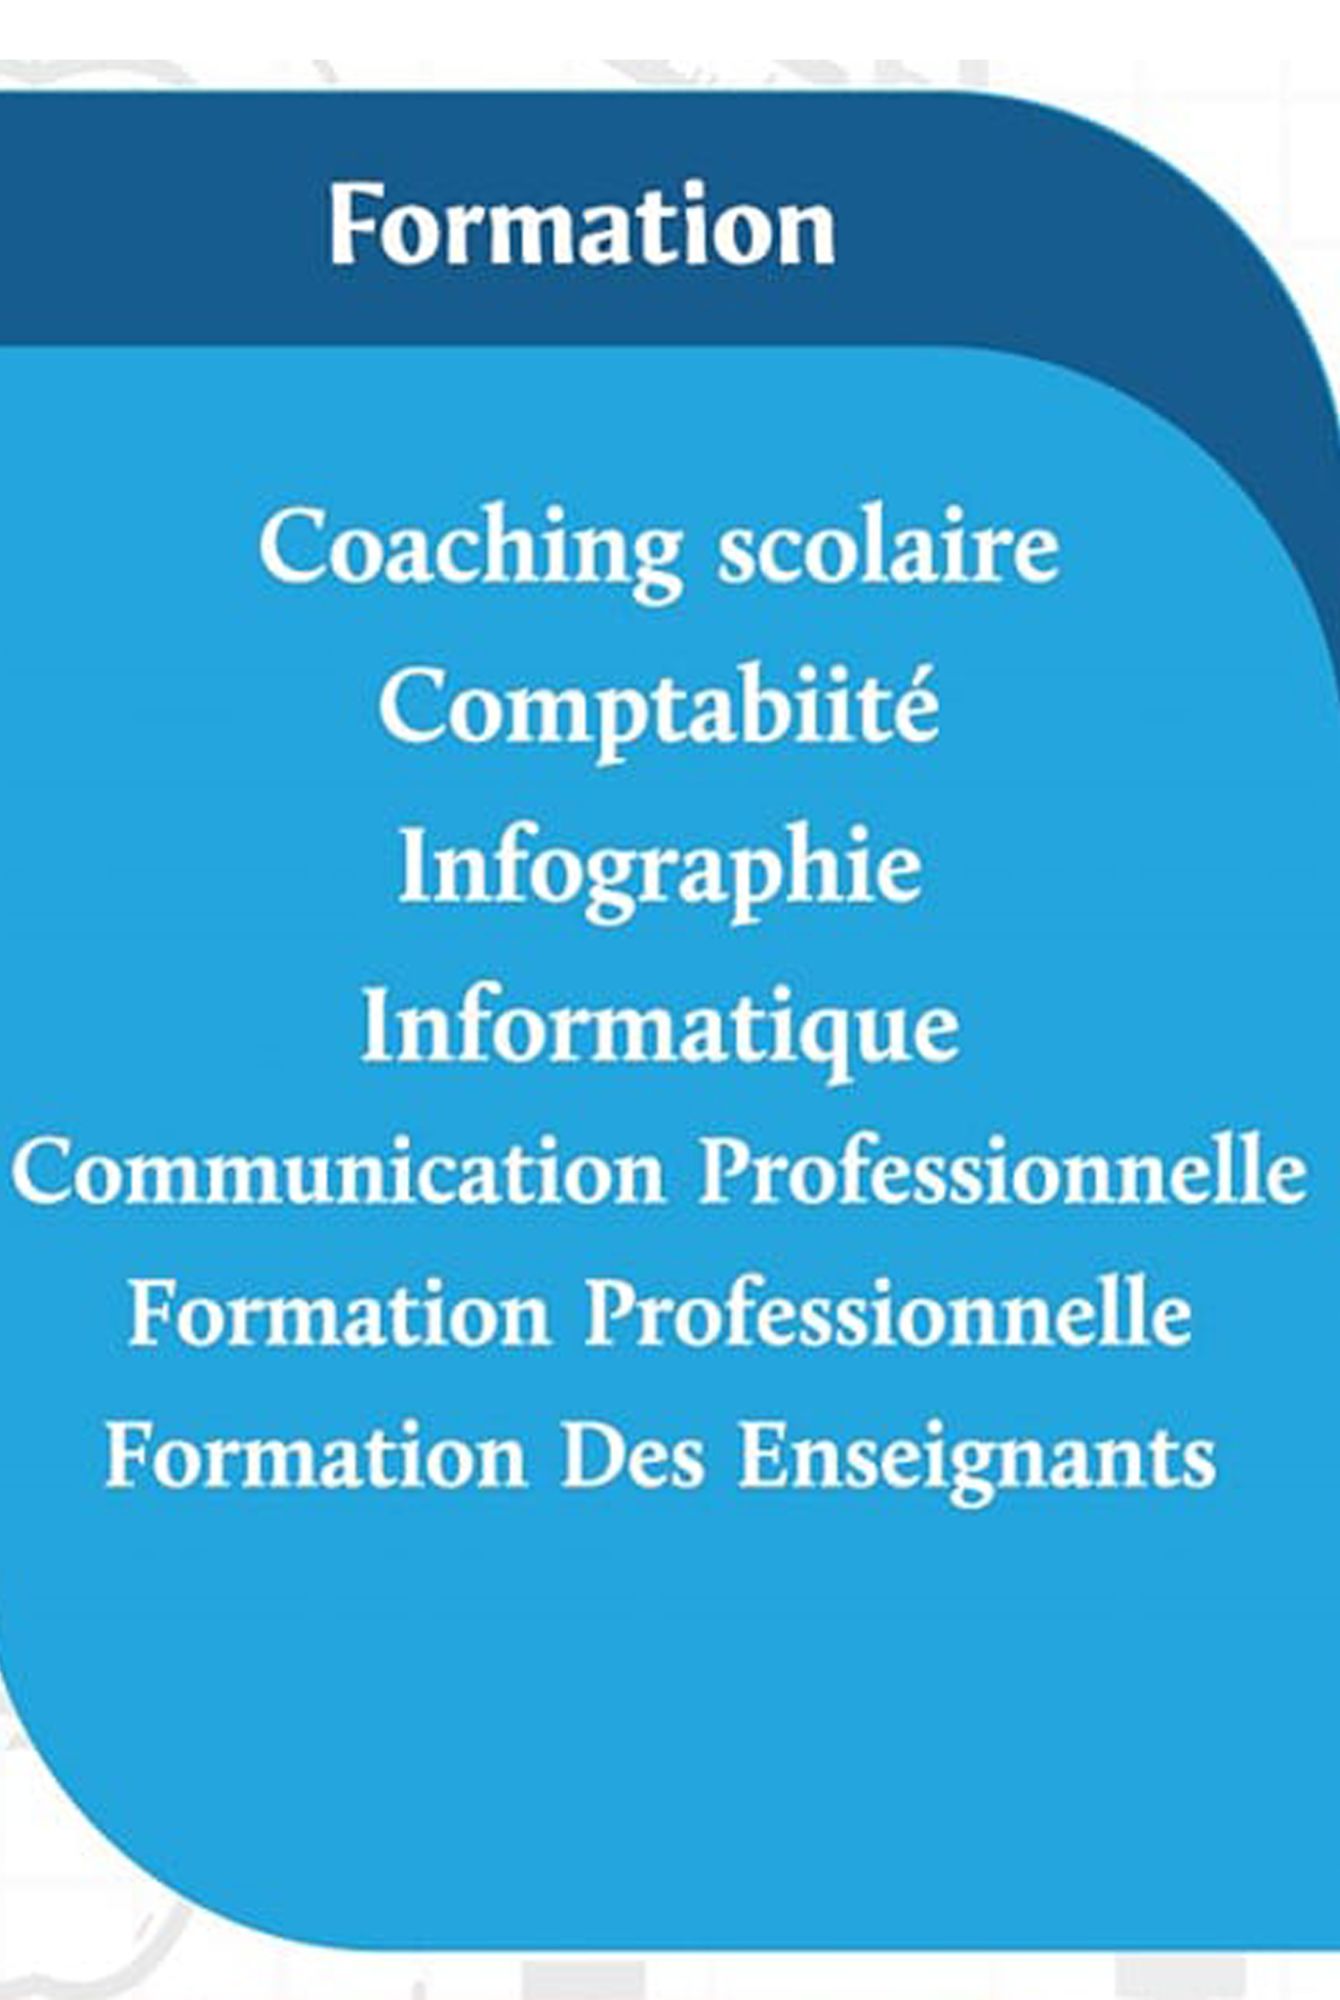 Formation
Coaching scolaire
Comptabiité
Infographie
Informatique
Communication Professionnelle
Formation Professionnelle
Formation Des Enseignants